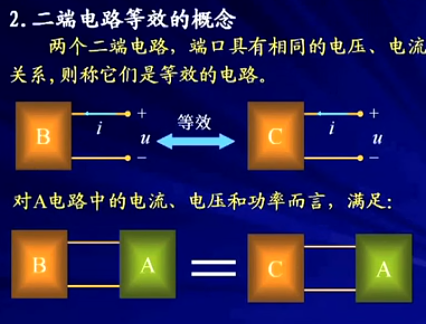 2.二端电路等效的概念
两个二端电路，端口具有相同的电压、电流
关系,则称它们是等效的电路。
B i + u − 等效 C i + u −
对A电路中的电流、电压和功率而言，满足:
B A = C A